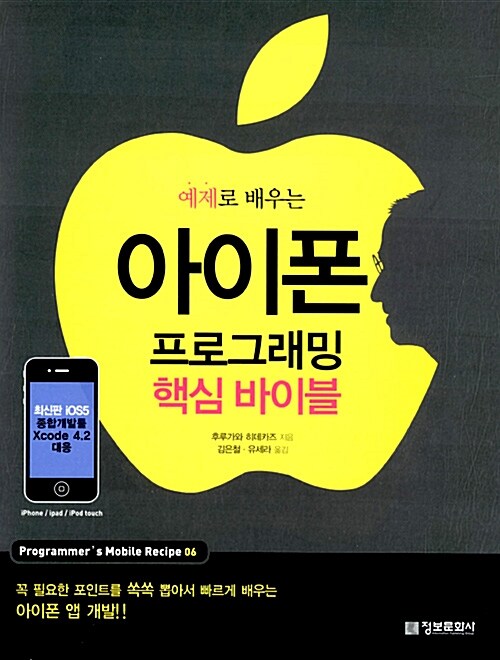 예제로 배우는
아이폰
프로그래밍
핵심 바이블
후루가와 히데카즈 지음
김은철 · 유세라 옮김
최신판 iOS5
종합개발툴
Xcode 4.2
대응
iPhone / ipad / iPod touch
Programmer's Mobile Recipe 06
꼭 필요한 포인트를 쏙쏙 뽑아서 빠르게 배우는
아이폰 앱 개발!!
정보문화사